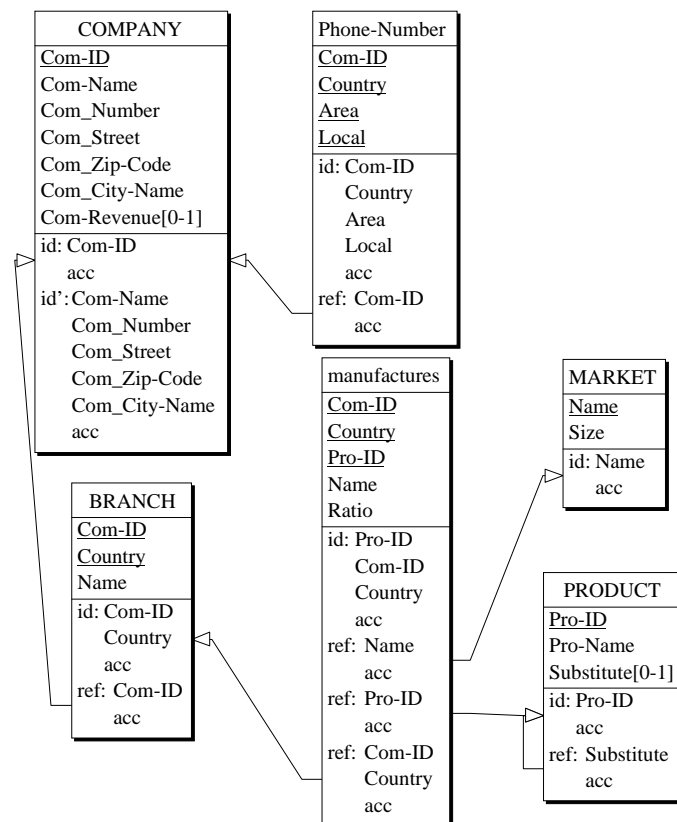 COMPANY
Com-ID
Com-Name
Com_Number
Com_Street
Com_Zip-Code
Com_City-Name
Com-Revenue[0-1]
id: Com-ID
acc
id': Com-Name
Com_Number
Com_Street
Com_Zip-Code
Com_City-Name
acc
Phone-Number
Com-ID
Country
Area
Local
id: Com-ID
Country
Area
Local
acc
ref: Com-ID
acc
BRANCH
Com-ID
Country
Name
id: Com-ID
Country
acc
ref: Com-ID
acc
manufactures
Com-ID
Country
Pro-ID
Name
Ratio
id: Pro-ID
Com-ID
Country
acc
ref: Name
acc
ref: Pro-ID
acc
ref: Com-ID
Country
acc
MARKET
Name
Size
id: Name
acc
PRODUCT
Pro-ID
Pro-Name
Substitute[0-1]
id: Pro-ID
acc
ref: Substitute
acc